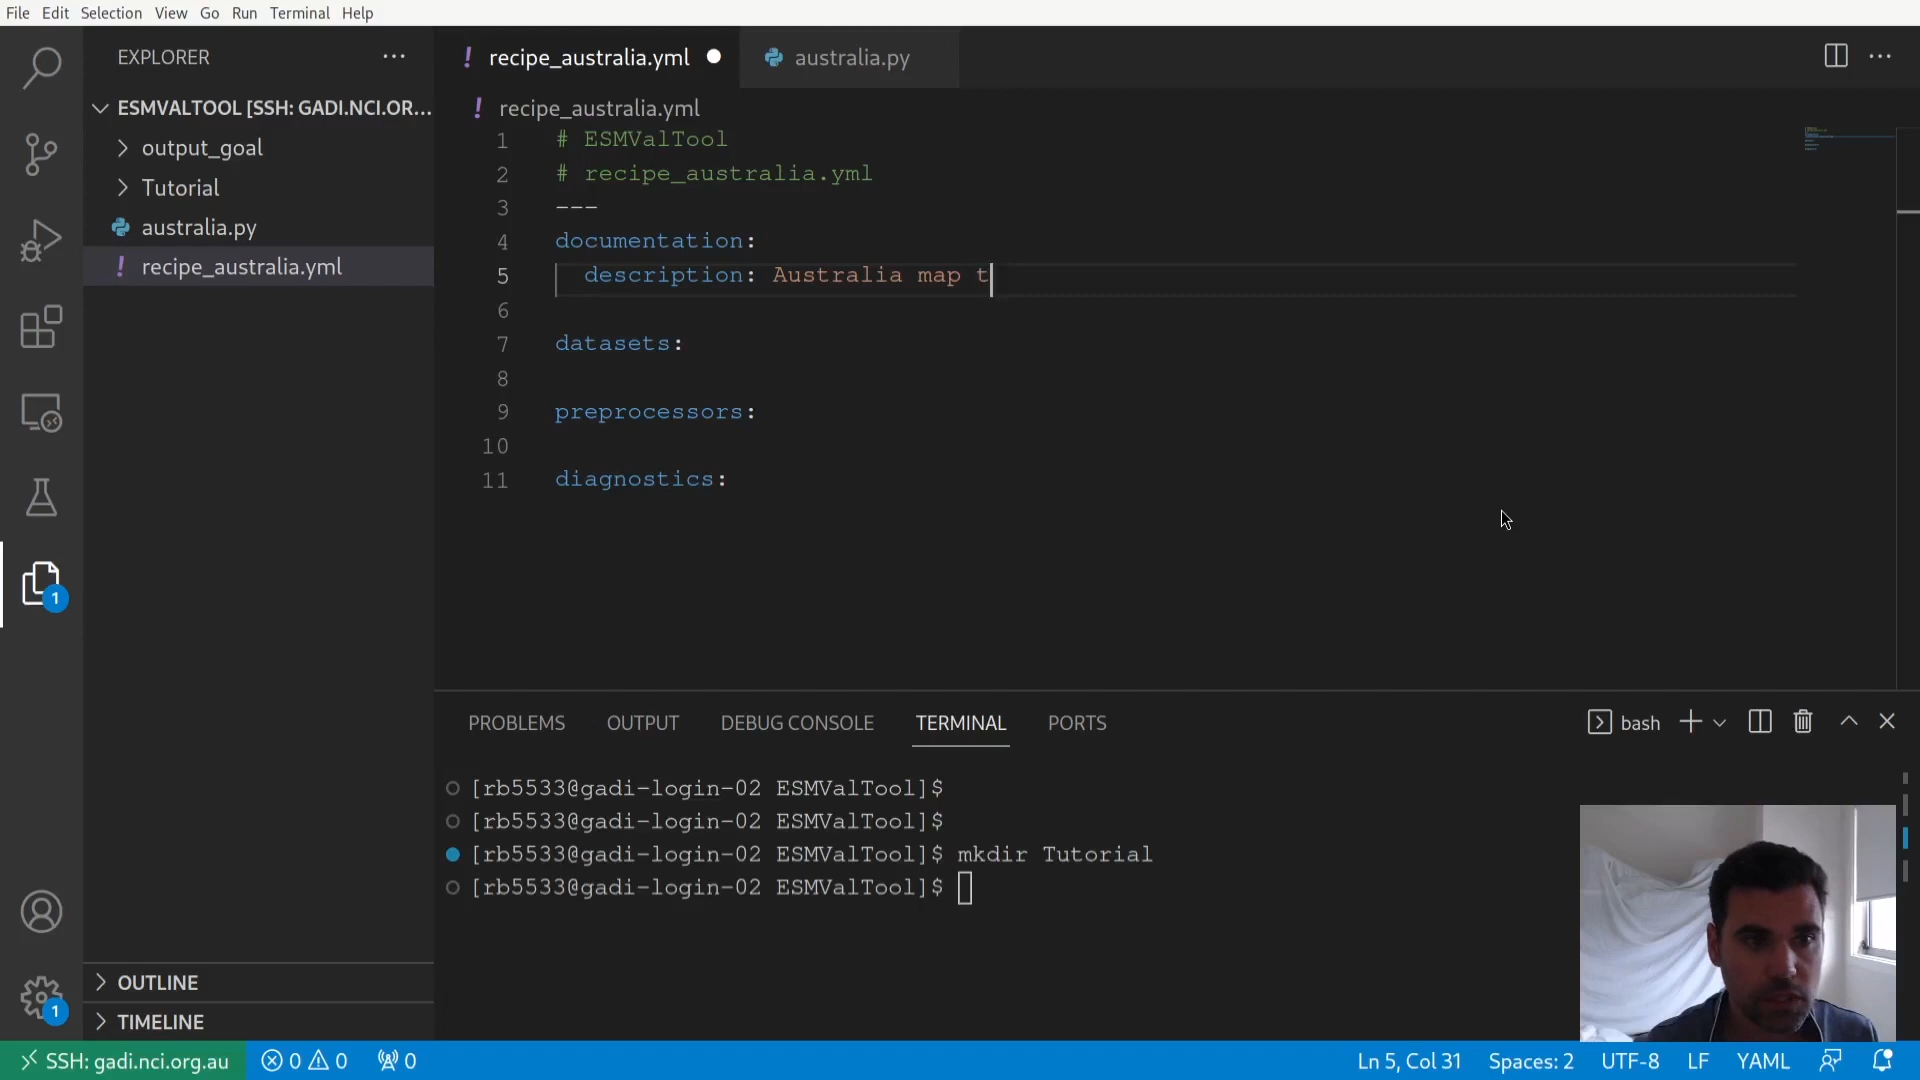 File Edit Selection View Go Run Terminal Help
EXPLORER
ESMVALTOOL [SSH: GADI.NCI.OR...
output_goal
Tutorial
australia.py
recipe_australia.yml
recipe_australia.yml
australia.py
recipe_australia.yml
1 # ESMValTool
2 # recipe_australia.yml
3 ---
4 documentation:
5 description: Australia map t
6
7 datasets:
8
9 preprocessors:
10
11 diagnostics:
PROBLEMS OUTPUT DEBUG CONSOLE TERMINAL PORTS
bash
[rb5533@gadi-login-02 ESMValTool]$
[rb5533@gadi-login-02 ESMValTool]$
[rb5533@gadi-login-02 ESMValTool]$ mkdir Tutorial
[rb5533@gadi-login-02 ESMValTool]$
1
1
OUTLINE
TIMELINE
SSH: gadi.nci.org.au 0 0 0 Ln 5, Col 31 Spaces: 2 UTF-8 LF YAML